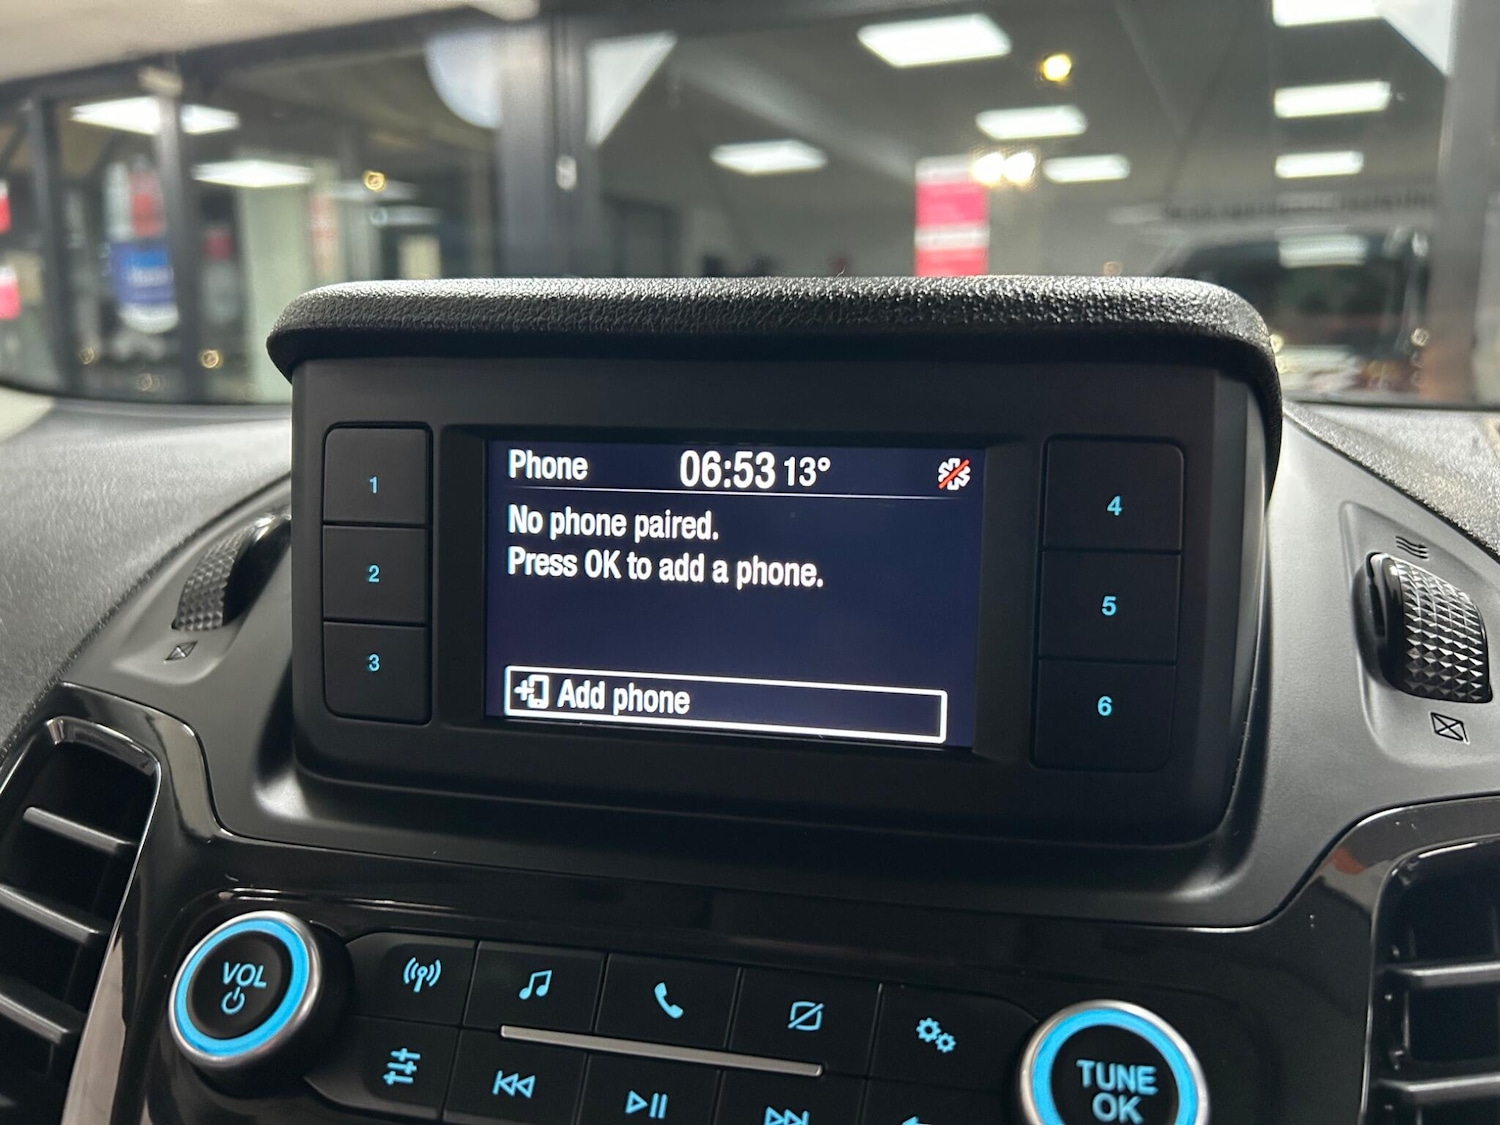 Phone 06:53 13°
No phone paired.
Press OK to add a phone.
Add phone
1
2
3
4
5
6
VOL
TUNE
OK